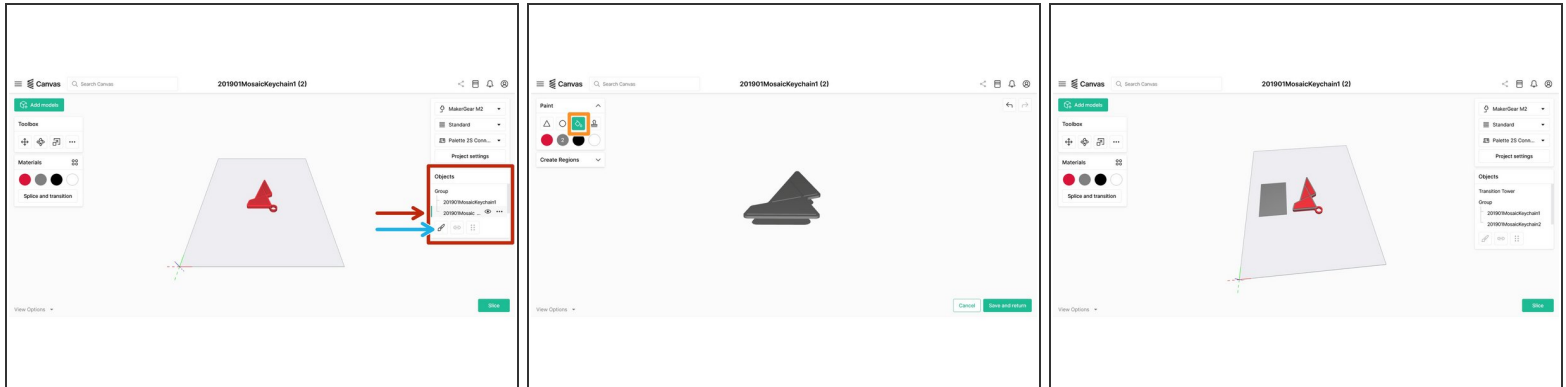 Canvas
Search Canvas
201901MosaicKeychain1 (2)
Add models
Toolbox
Materials
Splice and transition
MakerGear M2
Standard
Palette 2S Conn...
Project settings
Objects
Group
201901MosaicKeychain1
201901Mosaic ...
View Options
Slice
Canvas
Search Canvas
201901MosaicKeychain1 (2)
Paint
2
Create Regions
View Options
Cancel
Save and return
Canvas
Search Canvas
201901MosaicKeychain1 (2)
Add models
Toolbox
Materials
Splice and transition
MakerGear M2
Standard
Palette 2S Conn...
Project settings
Objects
Transition Tower
Group
201901MosaicKeychain1
201901MosaicKeychain2
View Options
Slice